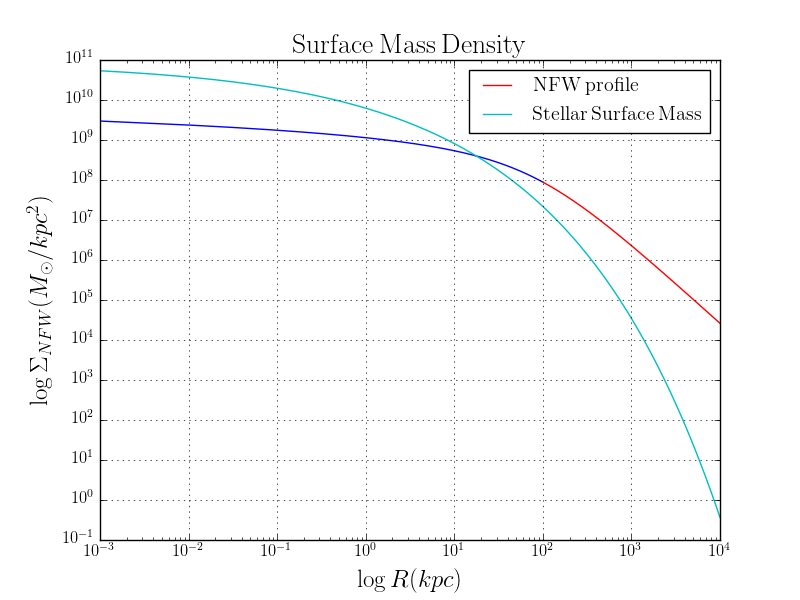 Surface Mass Density
10^11
10^10
10^9
10^8
10^7
10^6
10^5
10^4
10^3
10^2
10^1
10^0
10^−1
log Σ_NFW (M_⊙/kpc^2)
NFW profile
Stellar Surface Mass
10^−3 10^−2 10^−1 10^0 10^1 10^2 10^3 10^4
log R(kpc)